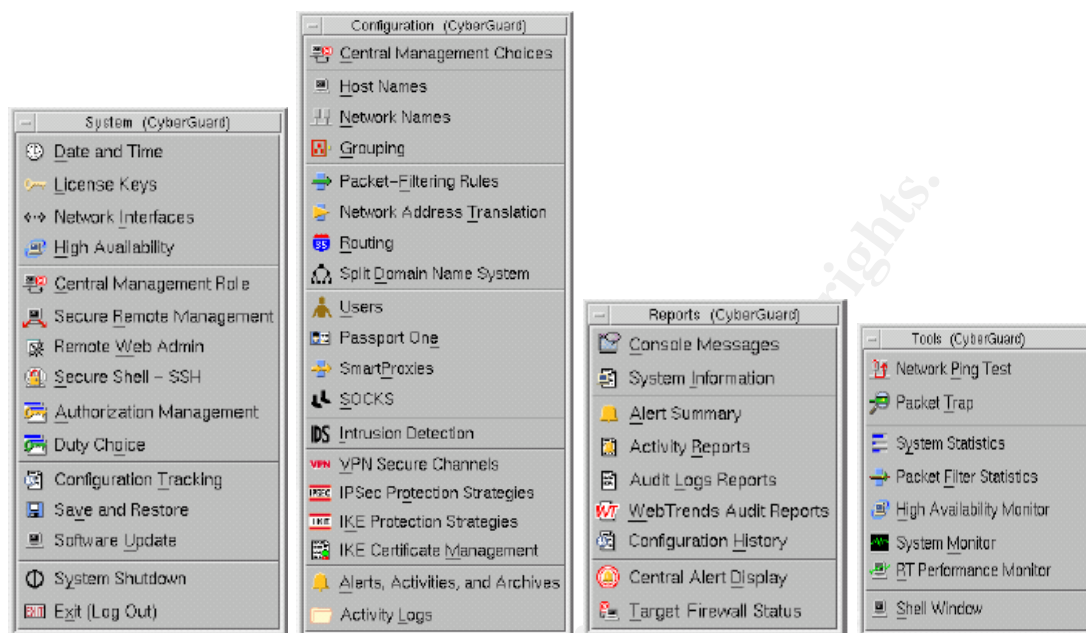 System (CyberGuard)
Date and Time
License Keys
Network Interfaces
High Availability
Central Management Role
Secure Remote Management
Remote Web Admin
Secure Shell – SSH
Authorization Management
Duty Choice
Configuration Tracking
Save and Restore
Software Update
System Shutdown
EXIT
Exit (Log Out)
Configuration (CyberGuard)
Central Management Choices
Host Names
Network Names
Grouping
Packet–Filtering Rules
Network Address Translation
95
Routing
Split Domain Name System
Users
Passport One
SmartProxies
SOCKS
IDS Intrusion Detection
VPN VPN Secure Channels
IPSEC IPSec Protection Strategies
IKE IKE Protection Strategies
IKE Certificate Management
Alerts, Activities, and Archives
Activity Logs
Reports (CyberGuard)
Console Messages
System Information
Alert Summary
Activity Reports
Audit Logs Reports
WT WebTrends Audit Reports
Configuration History
Central Alert Display
Target Firewall Status
Tools (CyberGuard)
Network Ping Test
Packet Trap
System Statistics
Packet Filter Statistics
High Availability Monitor
System Monitor
RT Performance Monitor
Shell Window
rights.